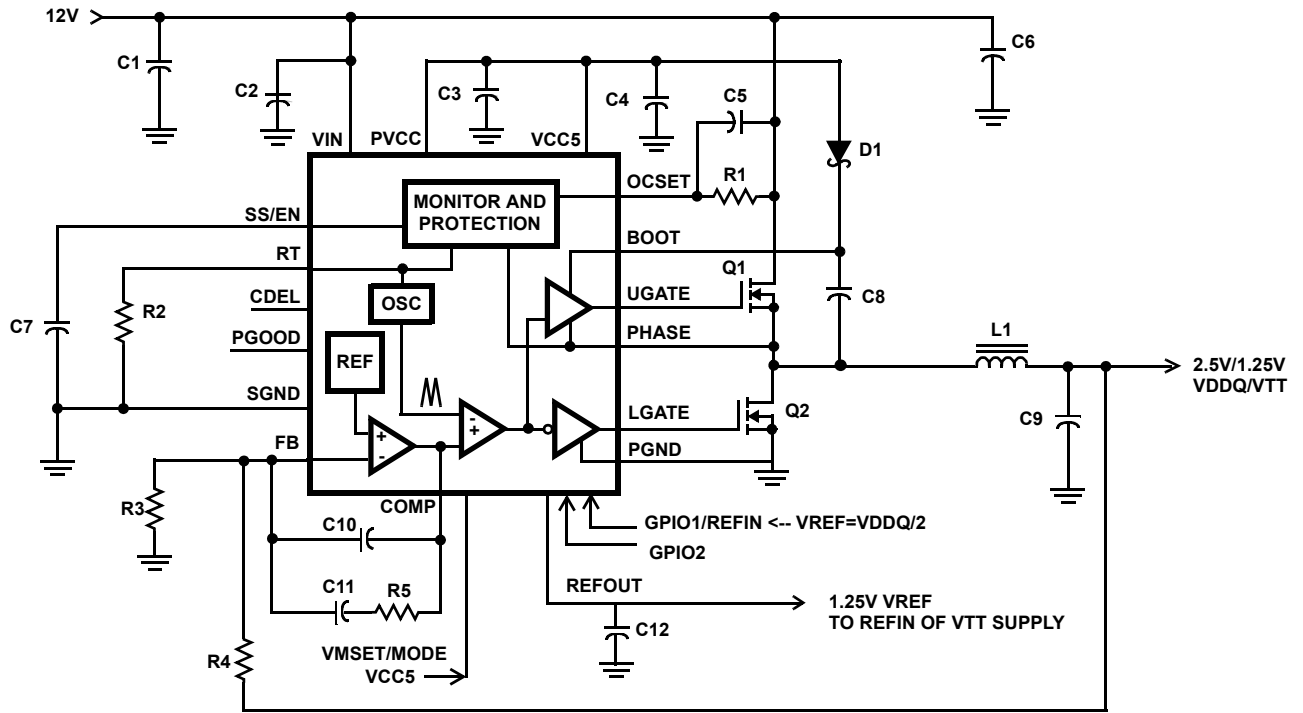 12V
C1
C2
C3
C4
C5
C6
VIN
PVCC
VCC5
D1
OCSET
R1
MONITOR AND
PROTECTION
SS/EN
BOOT
RT
Q1
OSC
UGATE
C8
CDEL
R2
C7
PHASE
L1
PGOOD
REF
2.5V/1.25V
VDDQ/VTT
SGND
LGATE
Q2
C9
-
+
+
-
FB
PGND
R3
COMP
C10
GPIO1/REFIN <-- VREF=VDDQ/2
GPIO2
C11
R5
REFOUT
1.25V VREF
TO REFIN OF VTT SUPPLY
C12
R4
VMSET/MODE
VCC5